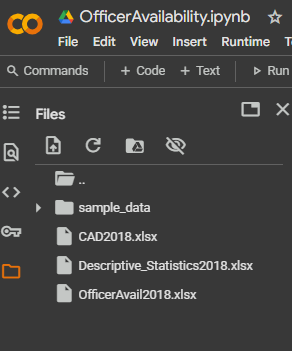 OfficerAvailability.ipynb
File Edit View Insert Runtime
Commands + Code + Text Run
Files
..
sample_data
CAD2018.xlsx
Descriptive_Statistics2018.xlsx
OfficerAvail2018.xlsx